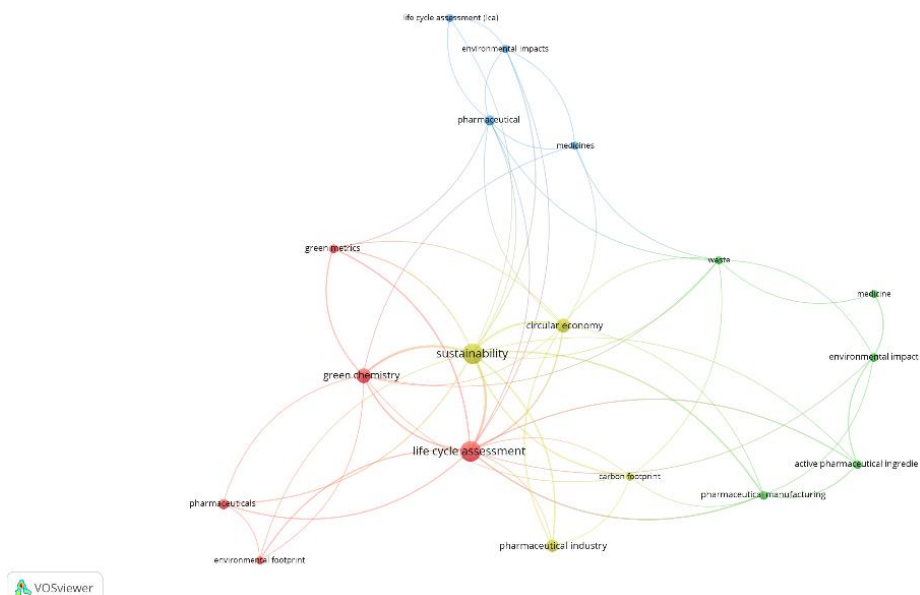 life cycle assessment (lca)
environmental impacts
pharmaceutical
medicines
green metrics
waste
medicine
circular economy
sustainability
environmental impact
green chemistry
life cycle assessment
active pharmaceutical ingredie
carbon footprint
pharmaceutical manufacturing
pharmaceuticals
pharmaceutical industry
environmental footprint
VOSviewer